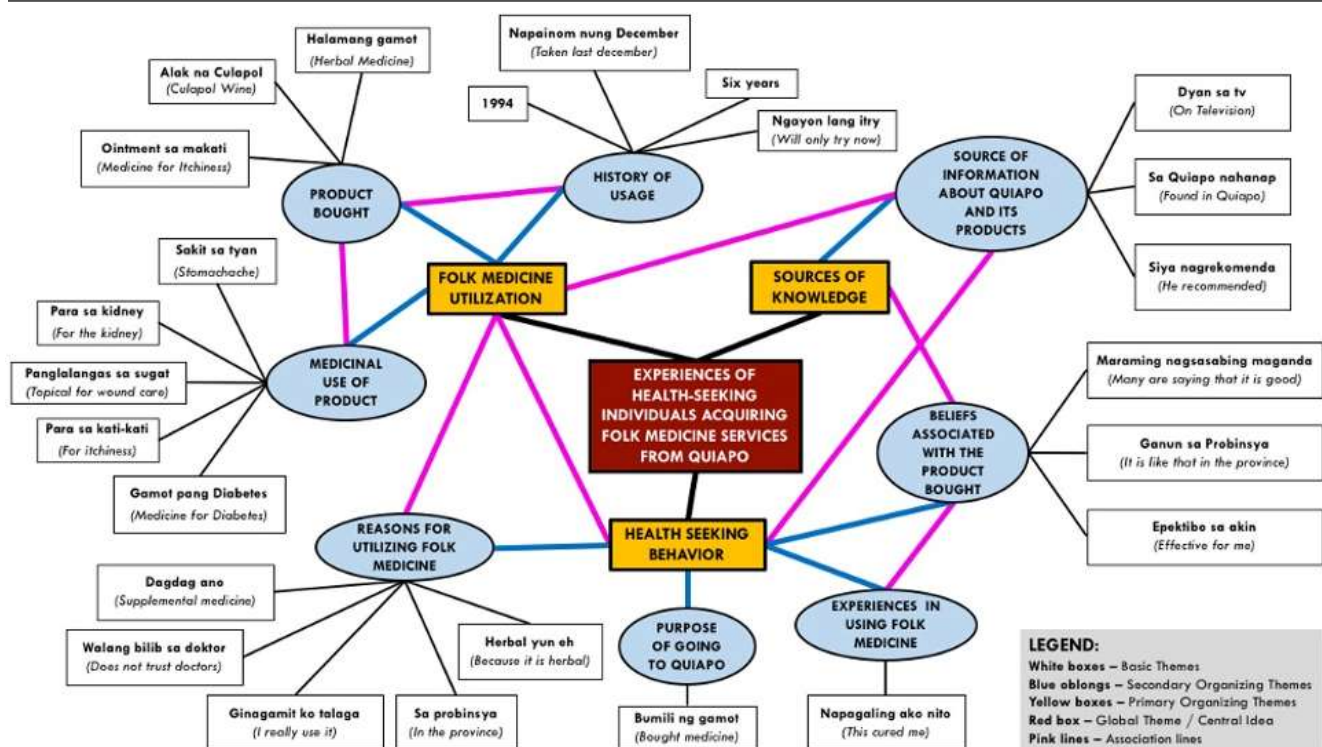 Halamang gamot
(Herbal Medicine)
Alak na Culapol
(Culapol Wine)
Ointment sa makati
(Medicine for Itchiness)
PRODUCT
BOUGHT
Napainom nung December
(Taken last december)
1994
Six years
Ngayon lang itry
(Will only try now)
HISTORY OF
USAGE
SOURCE OF
INFORMATION
ABOUT QUIAPO
AND ITS
PRODUCTS
Dyan sa tv
(On Television)
Sa Quiapo nahanap
(Found in Quiapo)
Siya nagrekomenda
(He recommended)
FOLK MEDICINE
UTILIZATION
SOURCES OF
KNOWLEDGE
Sakit sa tyan
(Stomachache)
Para sa kidney
(For the kidney)
Panglalangas sa sugat
(Topical for wound care)
Para sa kati-kati
(For itchiness)
Gamot pang Diabetes
(Medicine for Diabetes)
MEDICINAL
USE OF
PRODUCT
EXPERIENCES OF
HEALTH-SEEKING
INDIVIDUALS ACQUIRING
FOLK MEDICINE SERVICES
FROM QUIAPO
BELIEFS
ASSOCIATED
WITH THE
PRODUCT
BOUGHT
Maraming nagsasabing maganda
(Many are saying that it is good)
Ganun sa Probinsya
(It is like that in the province)
Epektibo sa akin
(Effective for me)
REASONS FOR
UTILIZING FOLK
MEDICINE
HEALTH SEEKING
BEHAVIOR
Dagdag ano
(Supplemental medicine)
Walang bilib sa doktor
(Does not trust doctors)
Ginagamit ko talaga
(I really use it)
Sa probinsya
(In the province)
Herbal yun eh
(Because it is herbal)
PURPOSE
OF GOING
TO QUIAPO
Bumili ng gamot
(Bought medicine)
EXPERIENCES IN
USING FOLK
MEDICINE
Napagaling ako nito
(This cured me)
LEGEND:
White boxes – Basic Themes
Blue oblongs – Secondary Organizing Themes
Yellow boxes – Primary Organizing Themes
Red box – Global Theme / Central Idea
Pink lines – Association lines